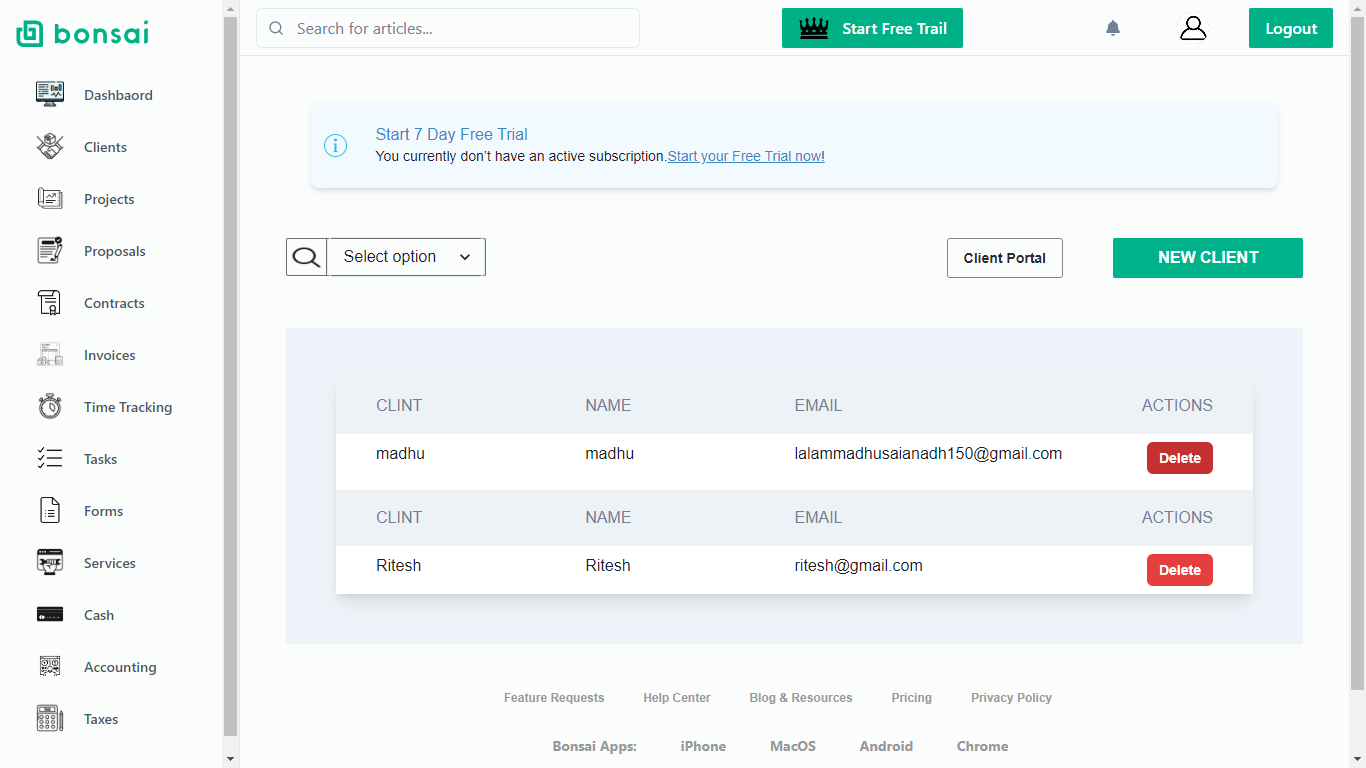 bonsai
Search for articles...
Start Free Trail
Logout
Dashbaord
Clients
Projects
Proposals
Contracts
Invoices
Time Tracking
Tasks
Forms
Services
Cash
Accounting
Taxes
Start 7 Day Free Trial
You currently don't have an active subscription.Start your Free Trial now!
Select option
Client Portal
NEW CLIENT
CLINT NAME EMAIL ACTIONS
madhu madhu lalammadhusaianadh150@gmail.com Delete
CLINT NAME EMAIL ACTIONS
Ritesh Ritesh ritesh@gmail.com Delete
Feature Requests Help Center Blog & Resources Pricing Privacy Policy
Bonsai Apps: iPhone MacOS Android Chrome